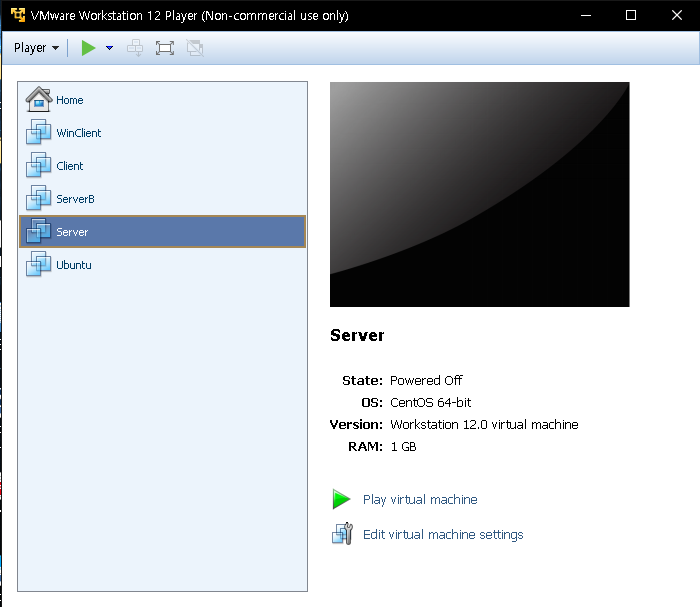 VMware Workstation 12 Player (Non-commercial use only)
Player
Home
WinClient
Client
ServerB
Server
Ubuntu
Server
State: Powered Off
OS: CentOS 64-bit
Version: Workstation 12.0 virtual machine
RAM: 1 GB
Play virtual machine
Edit virtual machine settings